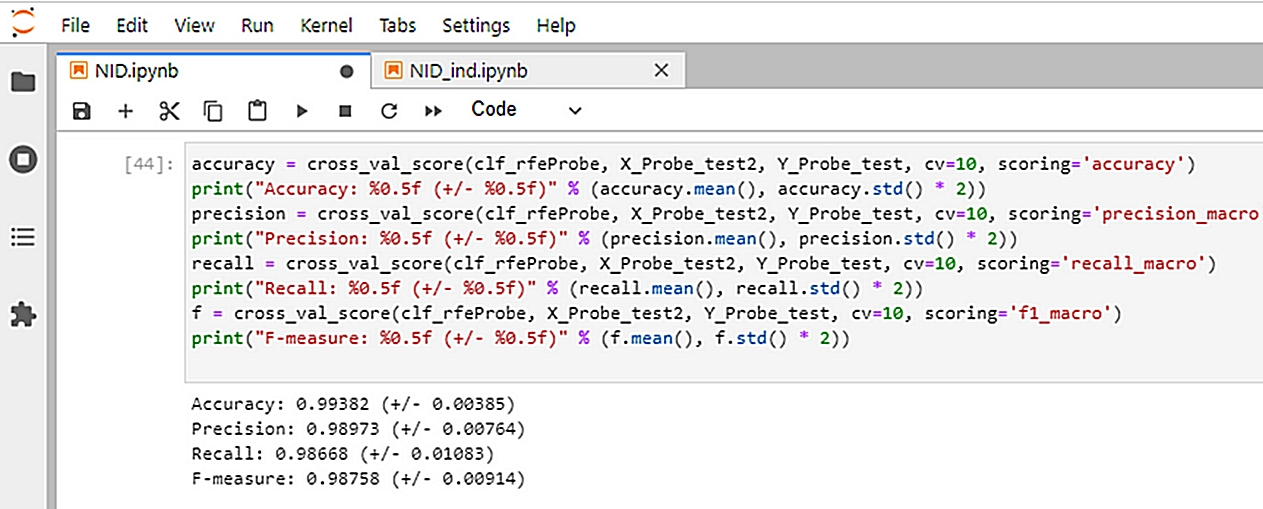 File Edit View Run Kernel Tabs Settings Help
NID.ipynb NID_ind.ipynb
Code
[44]:
accuracy = cross_val_score(clf_rfeProbe, X_Probe_test2, Y_Probe_test, cv=10, scoring='accuracy')
print("Accuracy: %0.5f (+/- %0.5f)" % (accuracy.mean(), accuracy.std() * 2))
precision = cross_val_score(clf_rfeProbe, X_Probe_test2, Y_Probe_test, cv=10, scoring='precision_macro
print("Precision: %0.5f (+/- %0.5f)" % (precision.mean(), precision.std() * 2))
recall = cross_val_score(clf_rfeProbe, X_Probe_test2, Y_Probe_test, cv=10, scoring='recall_macro')
print("Recall: %0.5f (+/- %0.5f)" % (recall.mean(), recall.std() * 2))
f = cross_val_score(clf_rfeProbe, X_Probe_test2, Y_Probe_test, cv=10, scoring='f1_macro')
print("F-measure: %0.5f (+/- %0.5f)" % (f.mean(), f.std() * 2))
Accuracy: 0.99382 (+/- 0.00385)
Precision: 0.98973 (+/- 0.00764)
Recall: 0.98668 (+/- 0.01083)
F-measure: 0.98758 (+/- 0.00914)